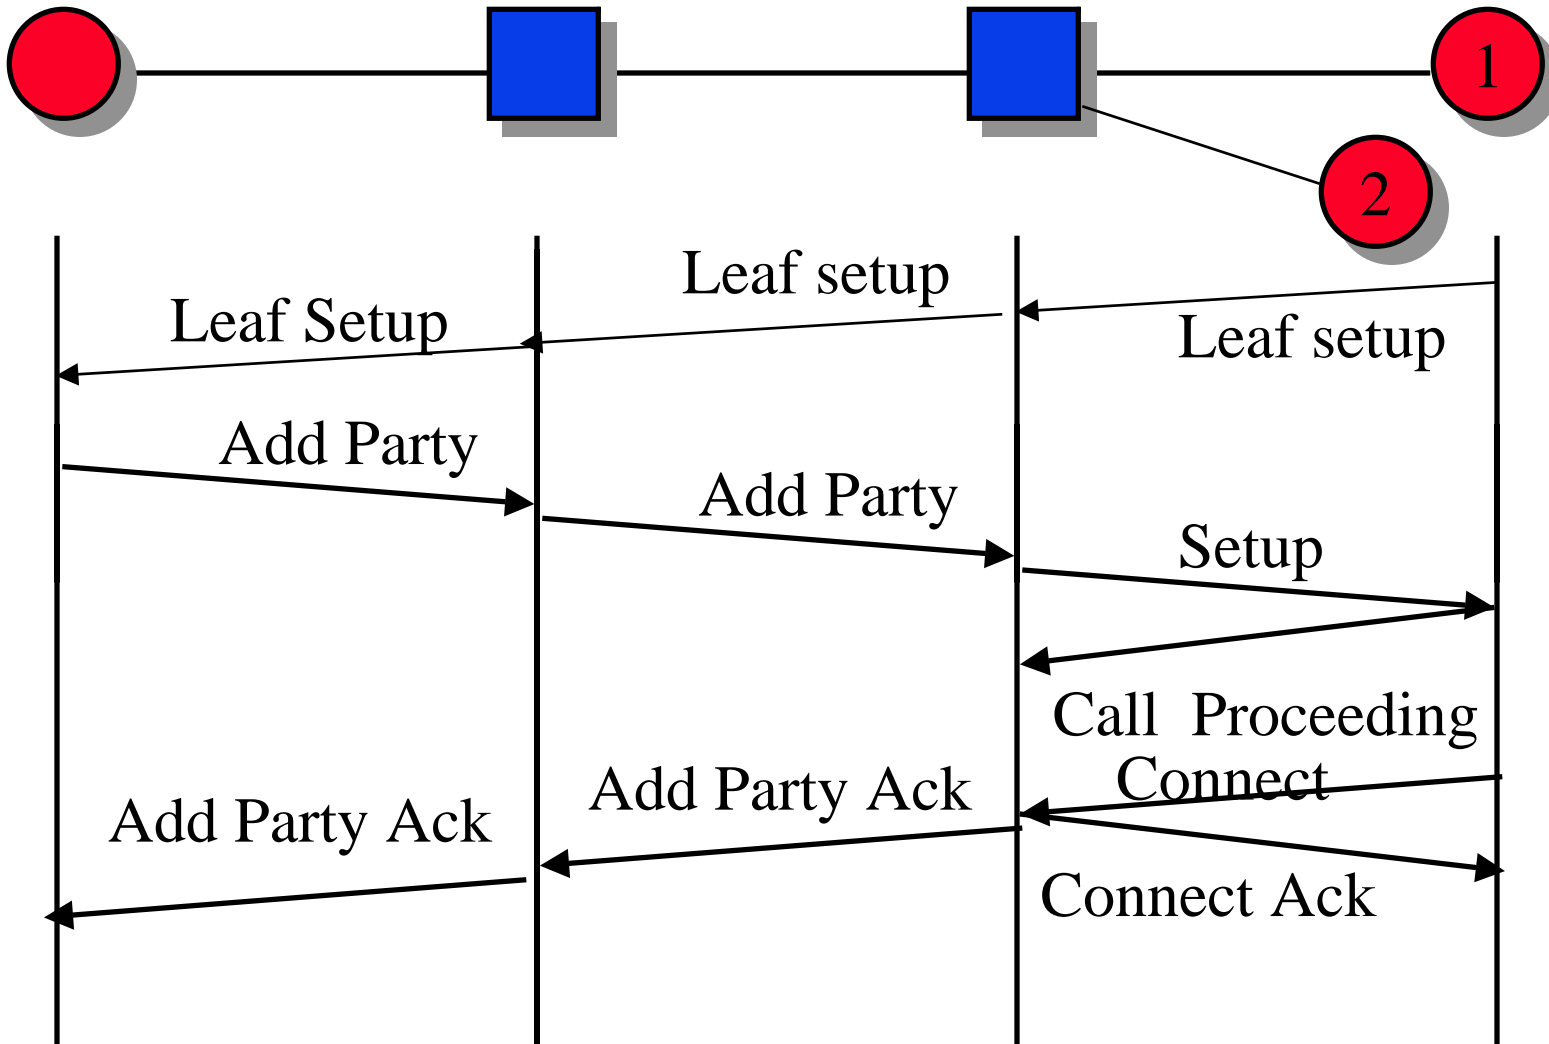 1
2
Leaf setup
Leaf Setup
Leaf setup
Add Party
Add Party
Setup
Call Proceeding
Connect
Add Party Ack
Add Party Ack
Connect Ack